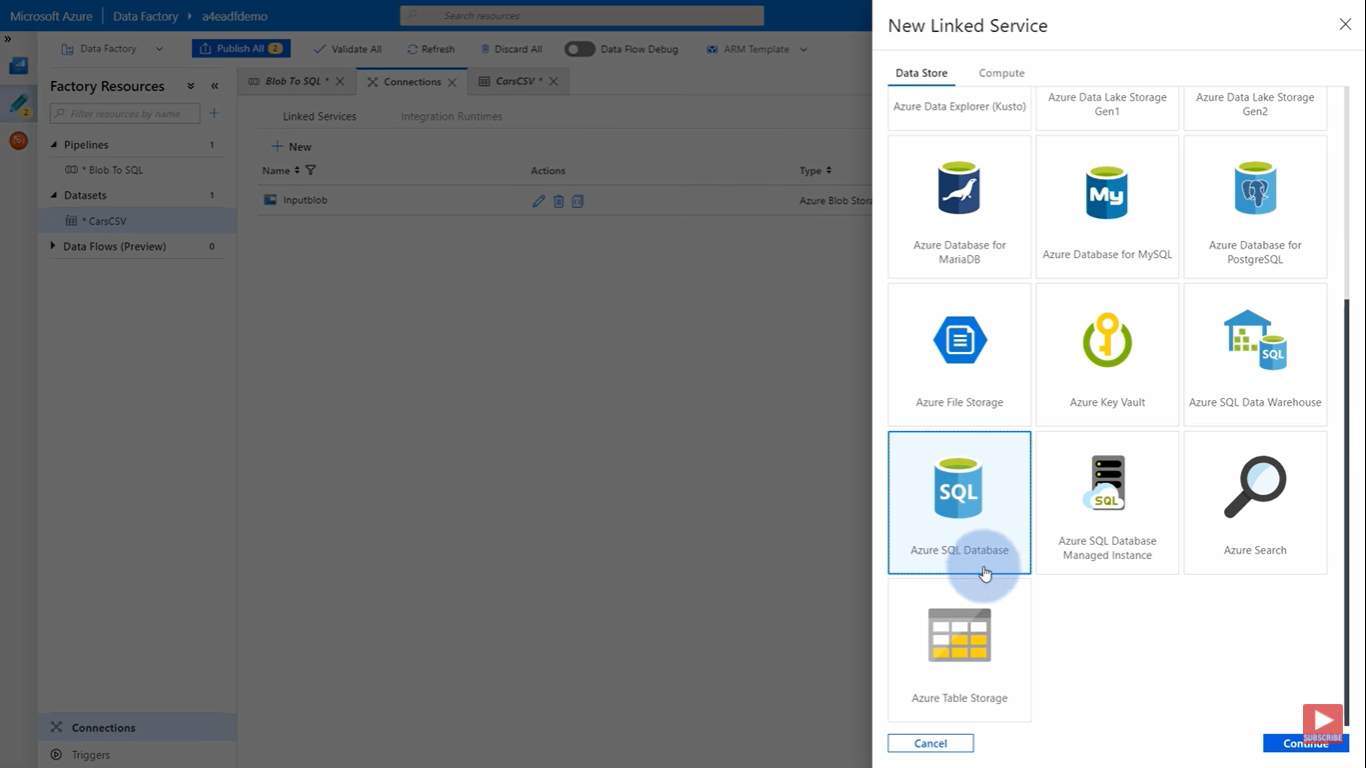 Microsoft Azure
Data Factory
a4eadfdemo
Search resources
Data Factory
Publish All 2
Validate All
Refresh
Discard All
Data Flow Debug
ARM Template
2
Factory Resources
Filter resources by name
Pipelines 1
* Blob To SQL
Datasets 1
* CarsCSV
Data Flows (Preview) 0
Connections
Triggers
Blob To SQL *
Connections
CarsCSV *
Linked Services
Integration Runtimes
New
Name
Actions
Type
Inputblob
Azure Blob Stora
New Linked Service
Data Store
Compute
Azure Data Explorer (Kusto)
Azure Data Lake Storage
Gen1
Azure Data Lake Storage
Gen2
Azure Database for
MariaDB
My
Azure Database for MySQL
Azure Database for
PostgreSQL
Azure File Storage
Azure Key Vault
SQL
Azure SQL Data Warehouse
SQL
Azure SQL Database
SQL
Azure SQL Database
Managed Instance
Azure Search
Azure Table Storage
Cancel
Continue
SUBSCRIBE